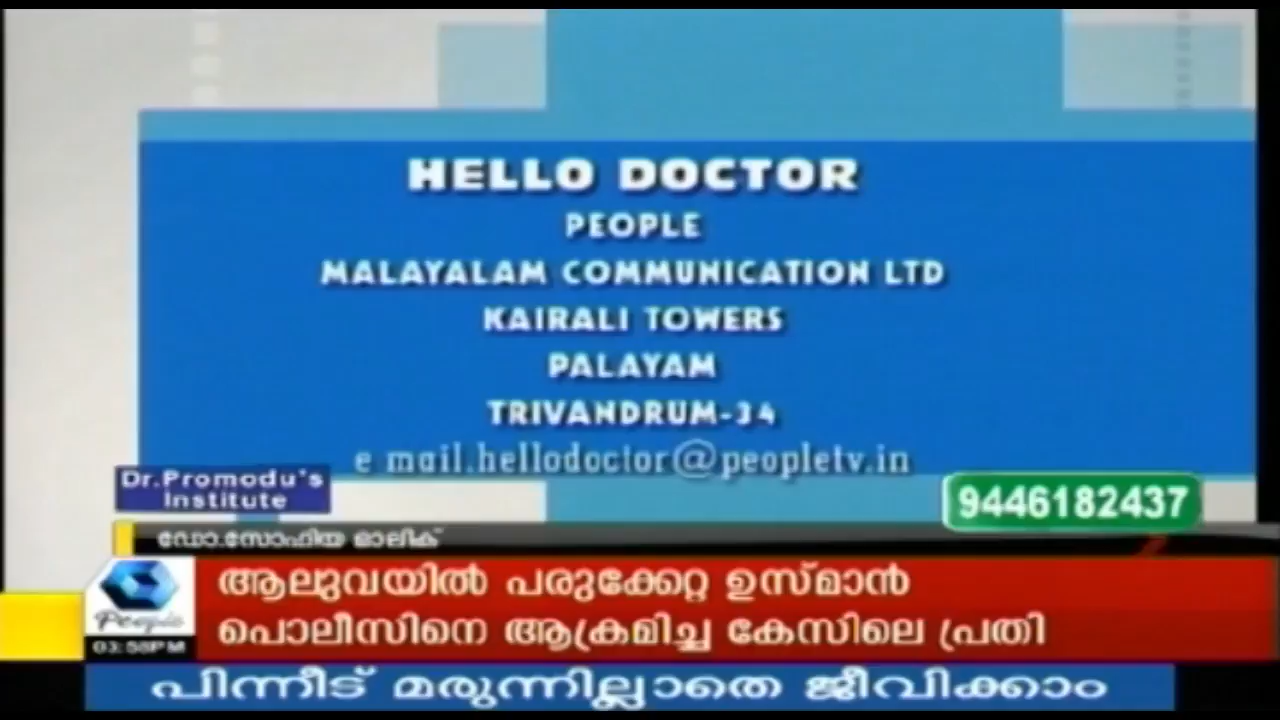 HELLO DOCTOR
PEOPLE
MALAYALAM COMMUNICATION LTD
KAIRALI TOWERS
PALAYAM
TRIVANDRUM-34
e mail.hellodoctor@peopletv.in
Dr.Promodu's
Institute
9446182437
ഡോ.സോഫിയ മാലിക്
ആലുവയിൽ പരുക്കേറ്റ ഉസ്മാൻ
പൊലീസിനെ ആക്രമിച്ച കേസിലെ പ്രതി
People
03:58PM
പിന്നീട് മരുന്നില്ലാതെ ജീവിക്കാം